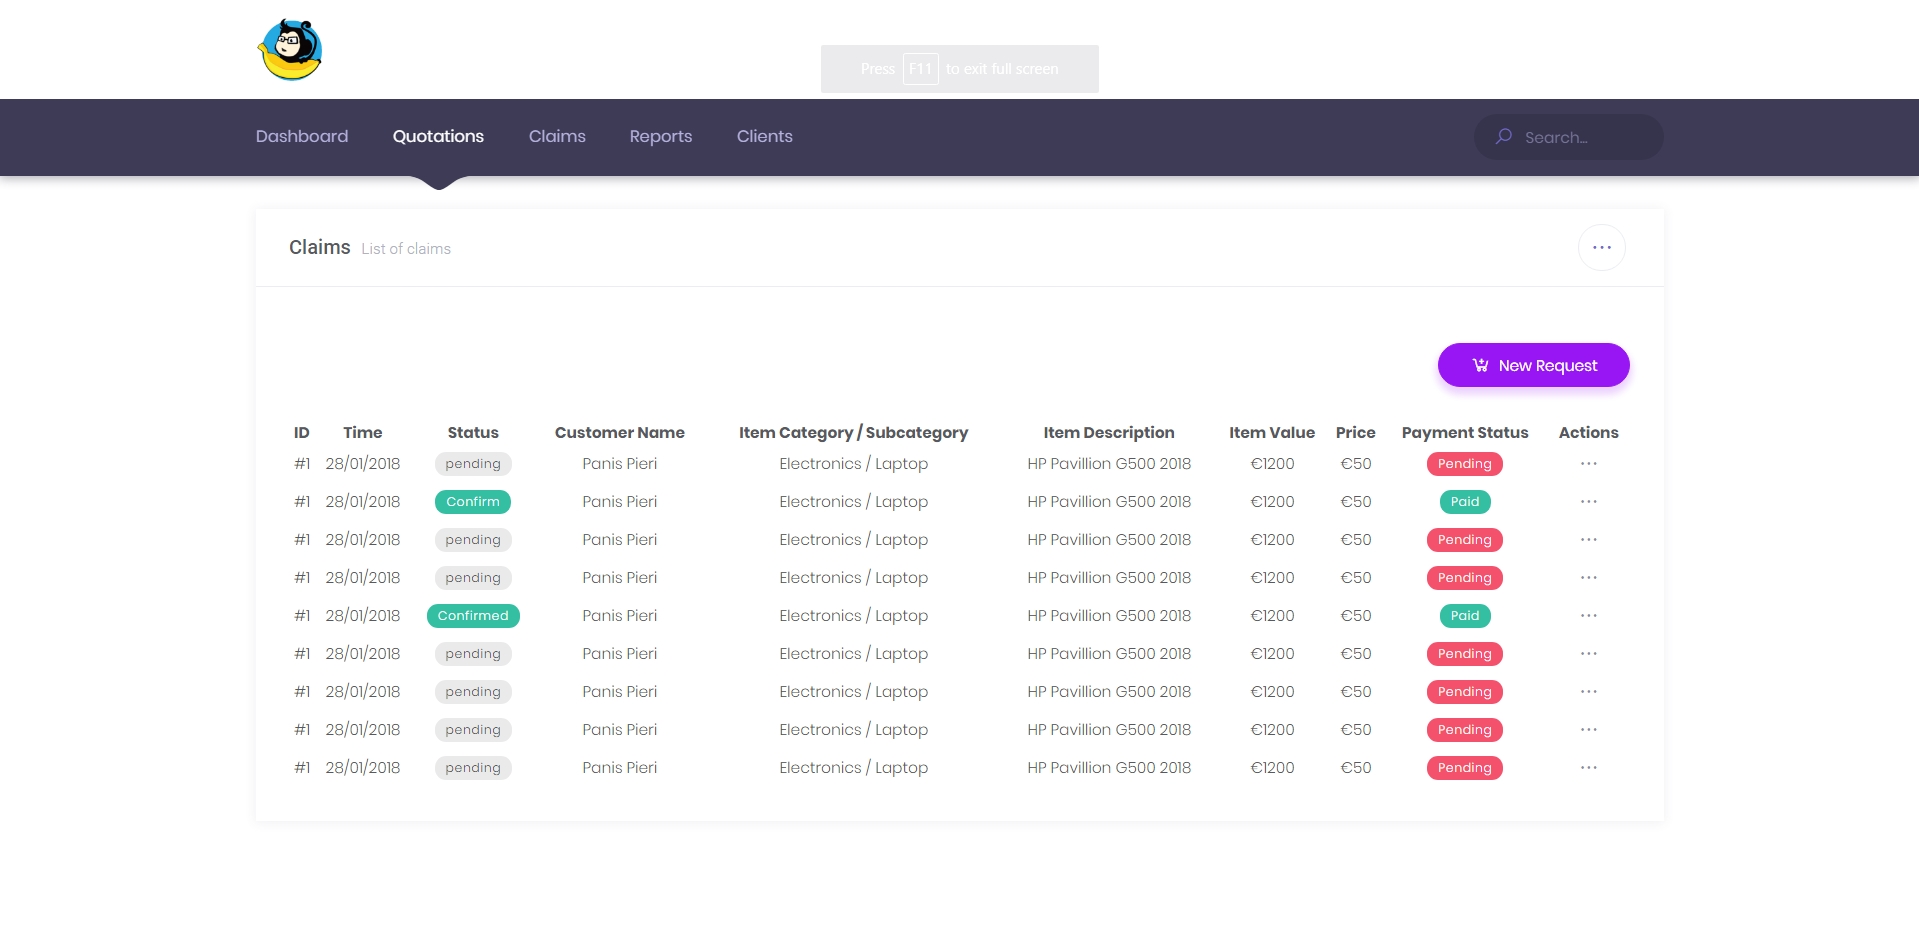 Press F11 to exit full screen
Dashboard Quotations Claims Reports Clients Search...
Claims List of claims
New Request
ID Time Status Customer Name Item Category / Subcategory Item Description Item Value Price Payment Status Actions
#1 28/01/2018 pending Panis Pieri Electronics / Laptop HP Pavillion G500 2018 €1200 €50 Pending ...
#1 28/01/2018 Confirm Panis Pieri Electronics / Laptop HP Pavillion G500 2018 €1200 €50 Paid ...
#1 28/01/2018 pending Panis Pieri Electronics / Laptop HP Pavillion G500 2018 €1200 €50 Pending ...
#1 28/01/2018 pending Panis Pieri Electronics / Laptop HP Pavillion G500 2018 €1200 €50 Pending ...
#1 28/01/2018 Confirmed Panis Pieri Electronics / Laptop HP Pavillion G500 2018 €1200 €50 Paid ...
#1 28/01/2018 pending Panis Pieri Electronics / Laptop HP Pavillion G500 2018 €1200 €50 Pending ...
#1 28/01/2018 pending Panis Pieri Electronics / Laptop HP Pavillion G500 2018 €1200 €50 Pending ...
#1 28/01/2018 pending Panis Pieri Electronics / Laptop HP Pavillion G500 2018 €1200 €50 Pending ...
#1 28/01/2018 pending Panis Pieri Electronics / Laptop HP Pavillion G500 2018 €1200 €50 Pending ...